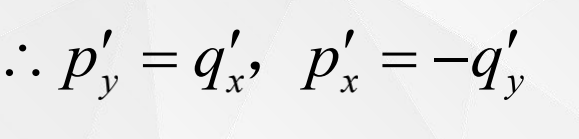 ∴ p′_y = q′_x, p′_x = −q′_y